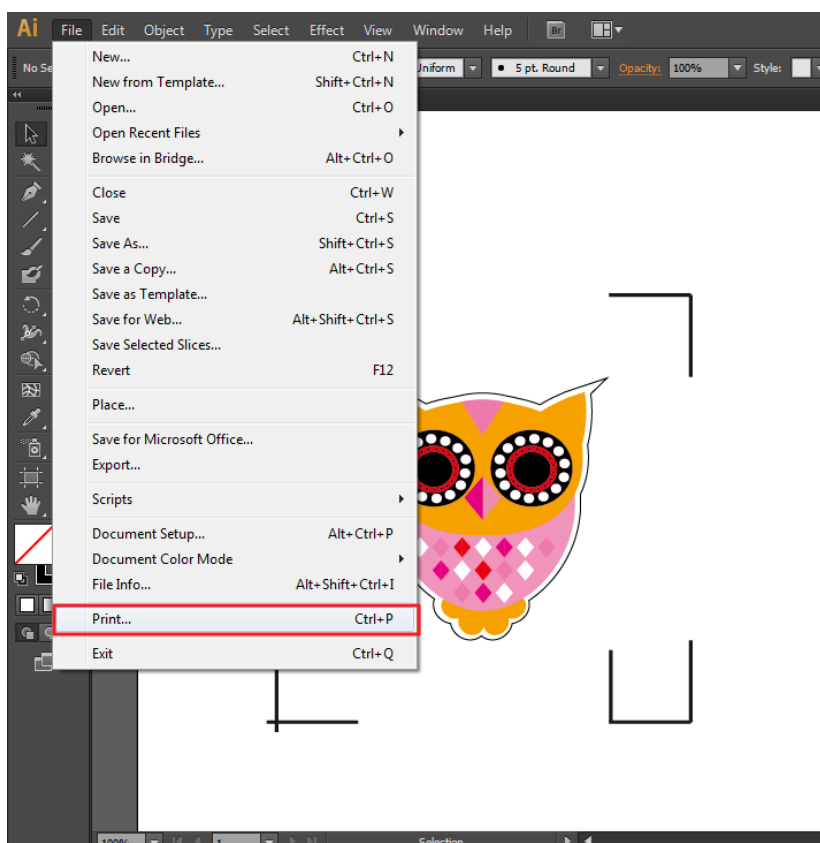 Ai File Edit Object Type Select Effect View Window Help Br
Uniform 5 pt. Round Opacity: 100% Style:
New... Ctrl+N
New from Template... Shift+Ctrl+N
Open... Ctrl+O
Open Recent Files
Browse in Bridge... Alt+Ctrl+O
Close Ctrl+W
Save Ctrl+S
Save As... Shift+Ctrl+S
Save a Copy... Alt+Ctrl+S
Save as Template...
Save for Web... Alt+Shift+Ctrl+S
Save Selected Slices...
Revert F12
Place...
Save for Microsoft Office...
Export...
Scripts
Document Setup... Alt+Ctrl+P
Document Color Mode
File Info... Alt+Shift+Ctrl+I
Print... Ctrl+P
Exit Ctrl+Q
100% 1 Selection